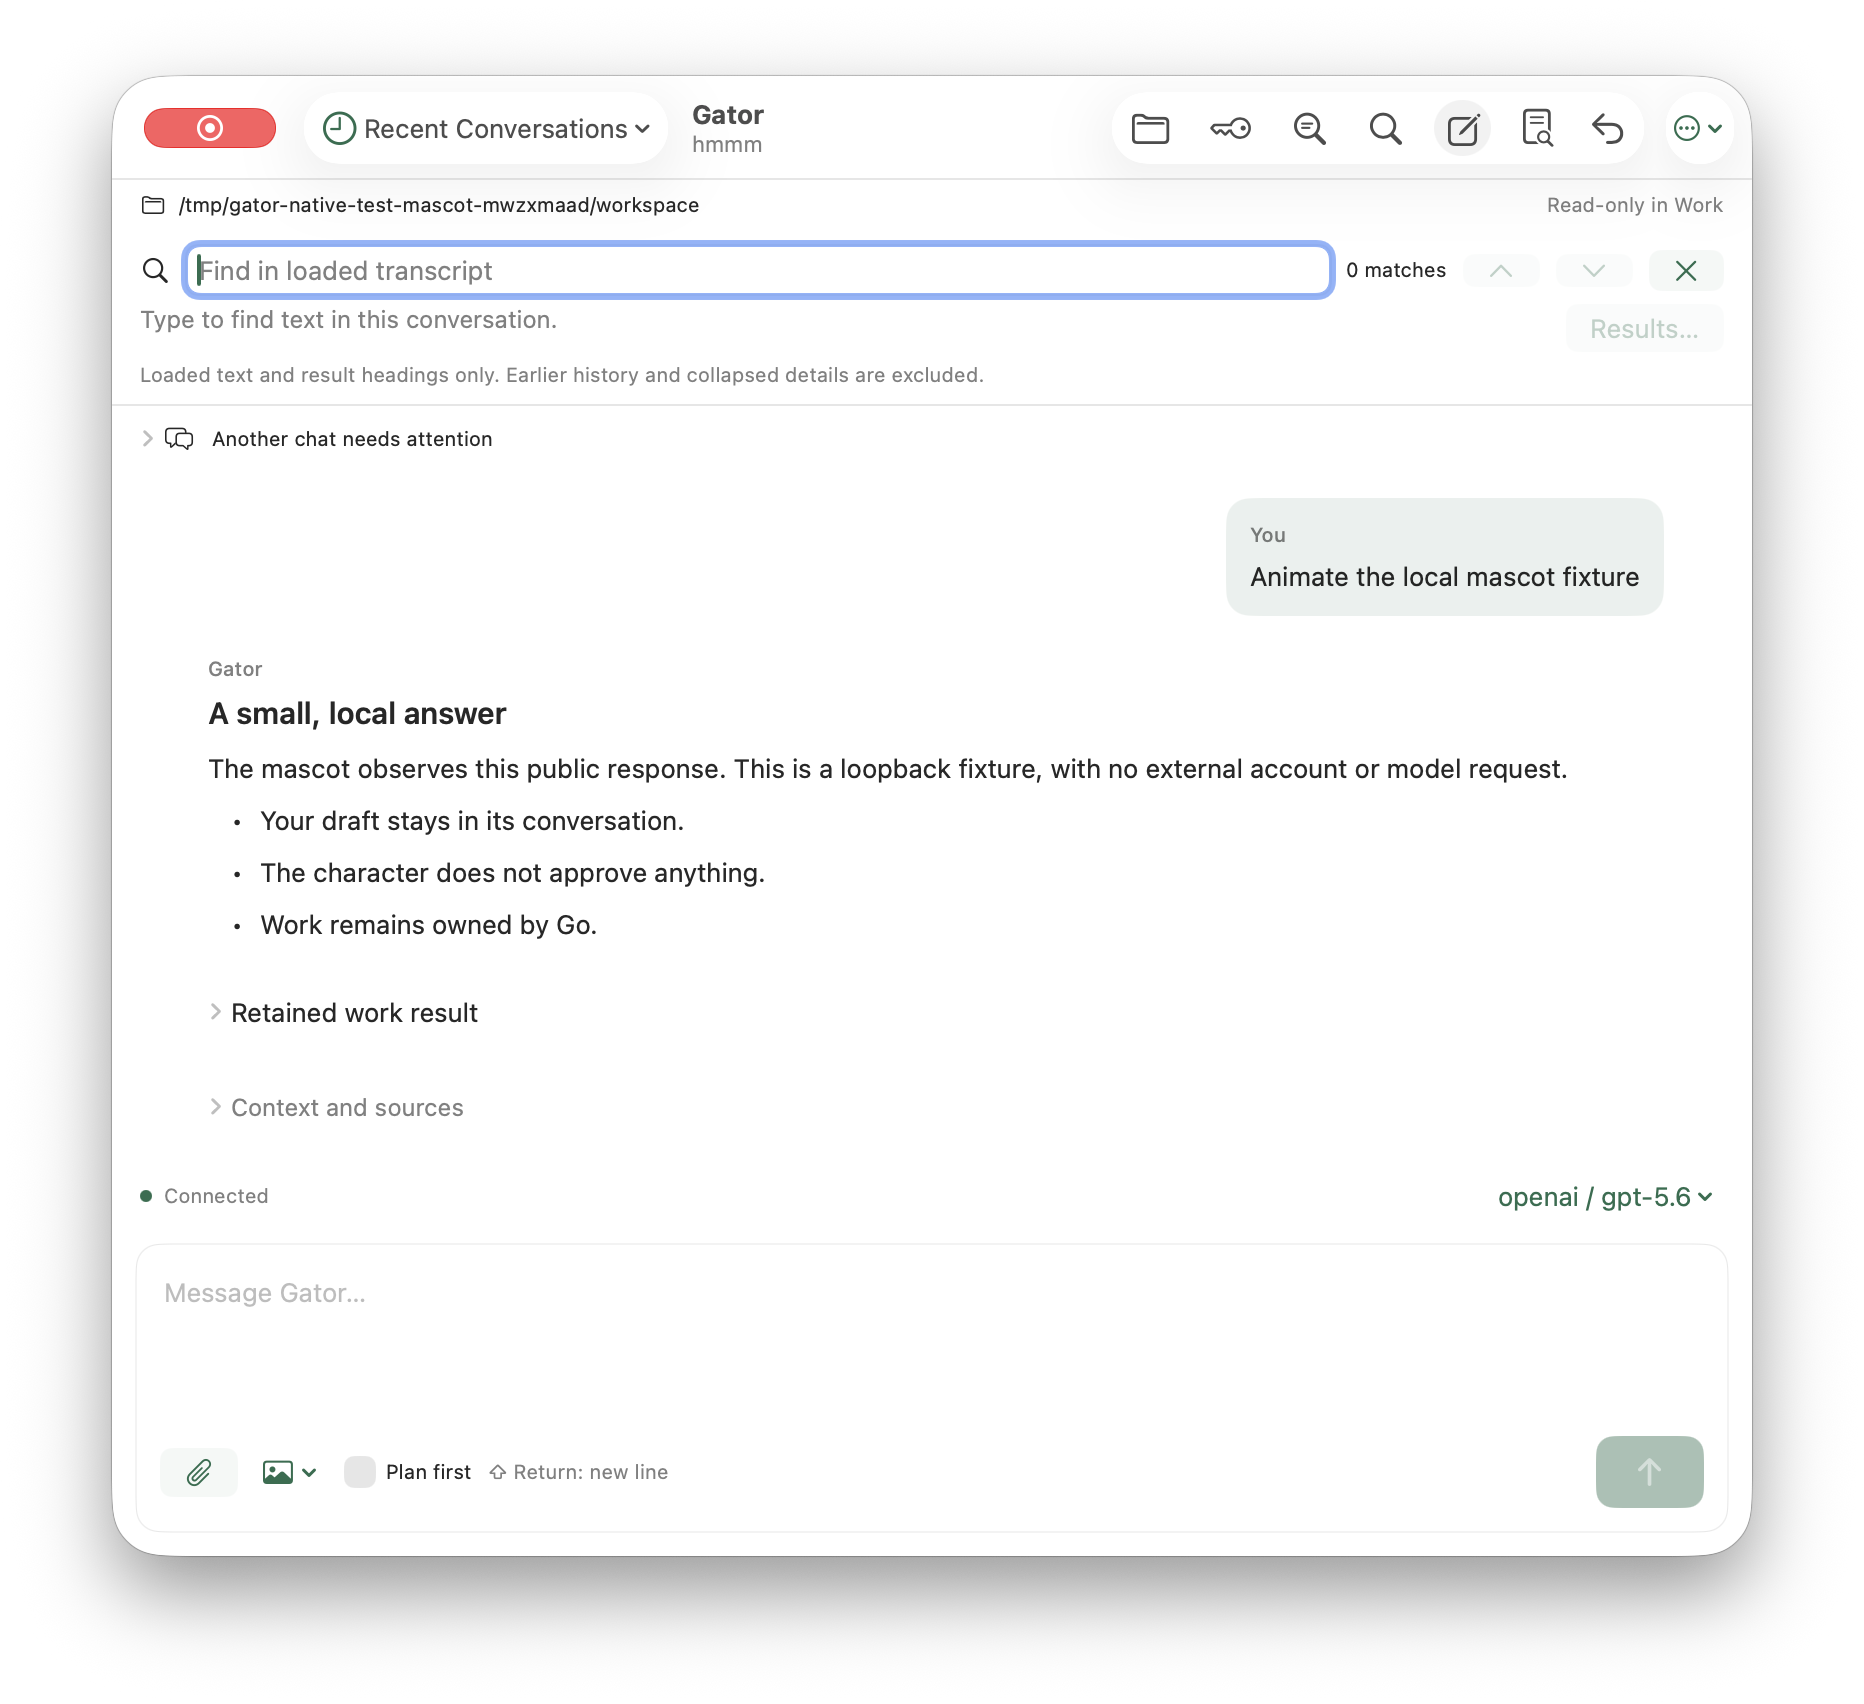 Recent Conversations
Gator
hmmm
/tmp/gator-native-test-mascot-mwzxmaad/workspace
Read-only in Work
Find in loaded transcript
0 matches
Type to find text in this conversation.
Results...
Loaded text and result headings only. Earlier history and collapsed details are excluded.
Another chat needs attention
You
Animate the local mascot fixture
Gator
A small, local answer
The mascot observes this public response. This is a loopback fixture, with no external account or model request.
• Your draft stays in its conversation.
• The character does not approve anything.
• Work remains owned by Go.
Retained work result
Context and sources
Connected
openai / gpt-5.6
Message Gator...
Plan first
Return: new line